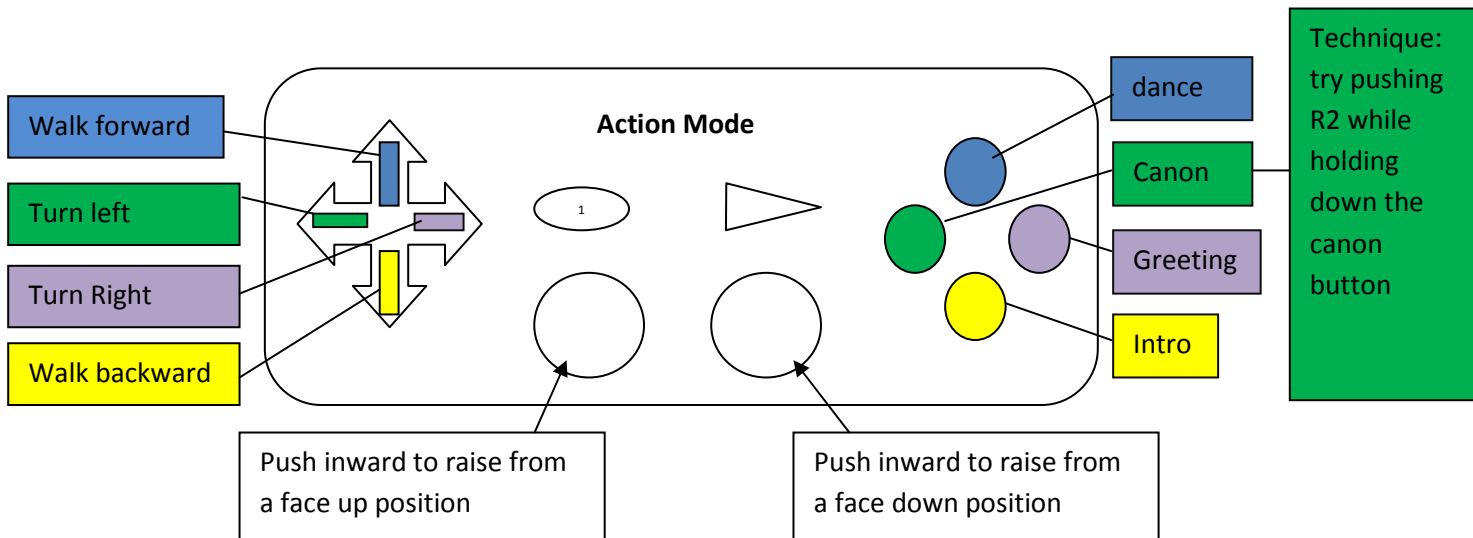 Action Mode
Walk forward
Turn left
Turn Right
Walk backward
1
dance
Canon
Greeting
Intro
Technique:
try pushing
R2 while
holding
down the
canon
button
Push inward to raise from
a face up position
Push inward to raise from
a face down position